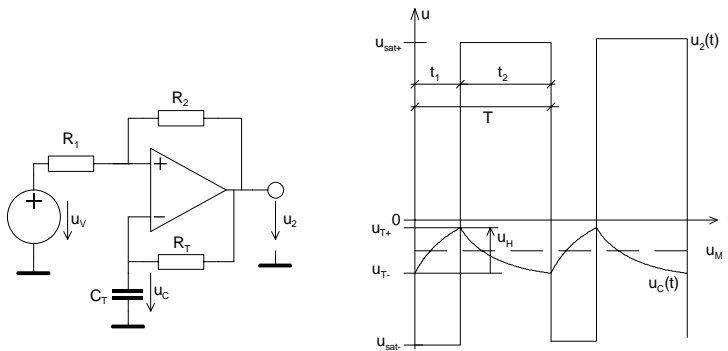 R2
R1
+
+
−
uV
u2
RT
CT
uC
u
usat+
u2(t)
t1
t2
T
0
uT+
uH
uM
uT-
uC(t)
usat-